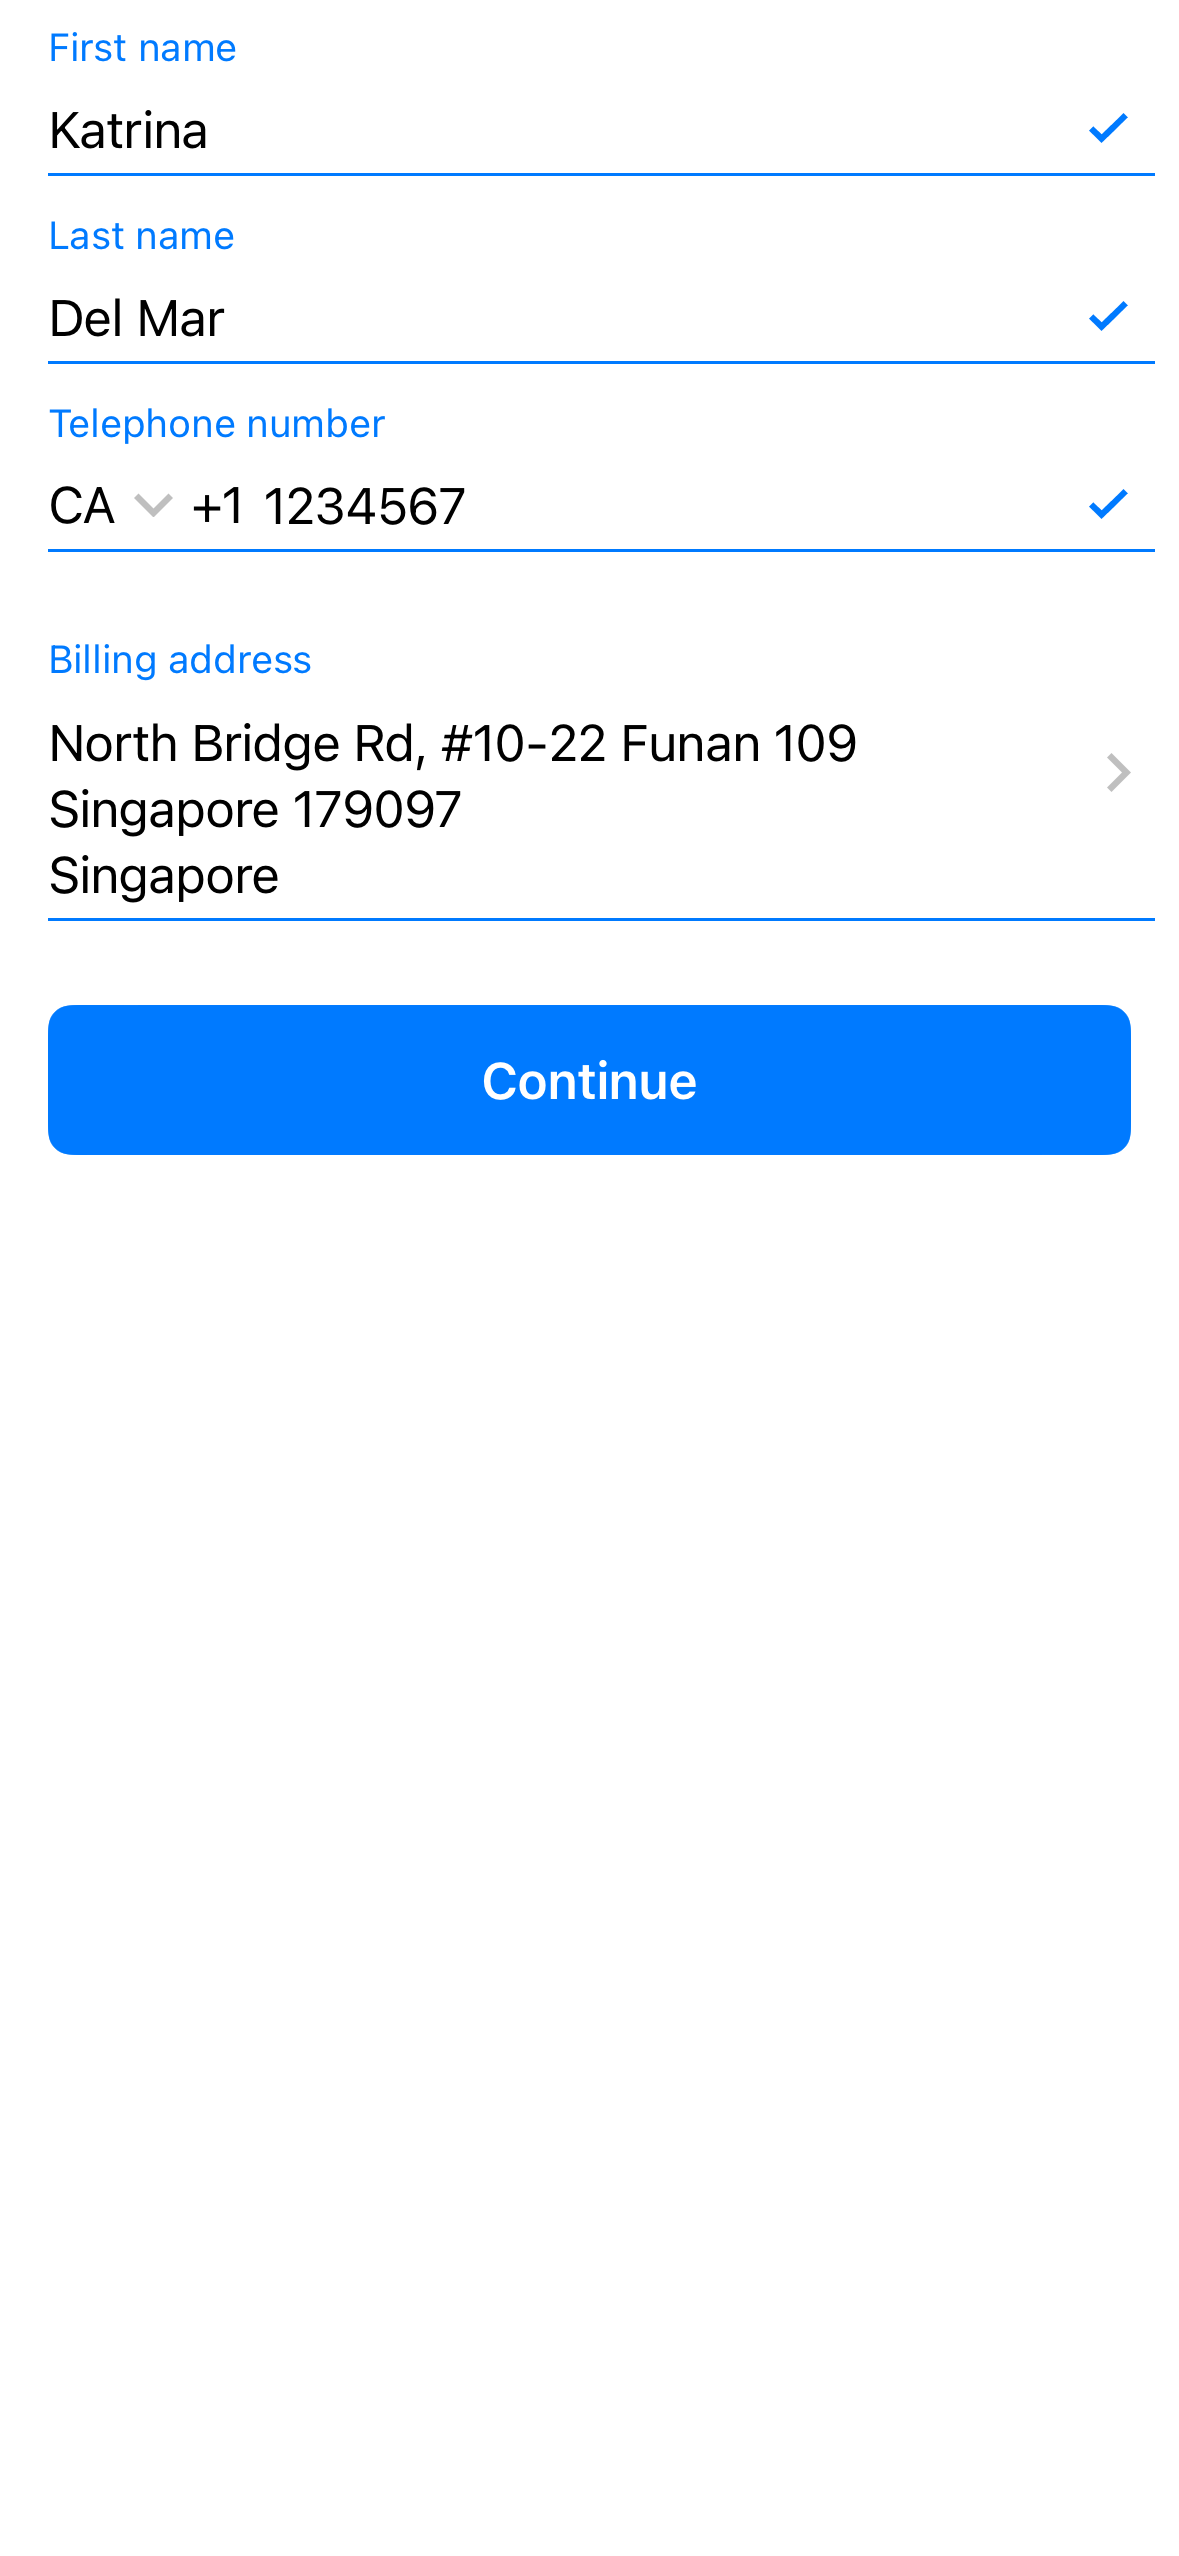 First name
Katrina
Last name
Del Mar
Telephone number
CA +1 1234567
Billing address
North Bridge Rd, #10-22 Funan 109
Singapore 179097
Singapore
Continue